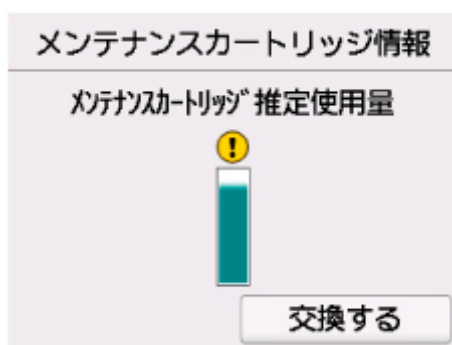 メンテナンスカートリッジ情報
ﾒﾝﾃﾅﾝｽｶｰﾄﾘｯｼﾞ推定使用量
交換する